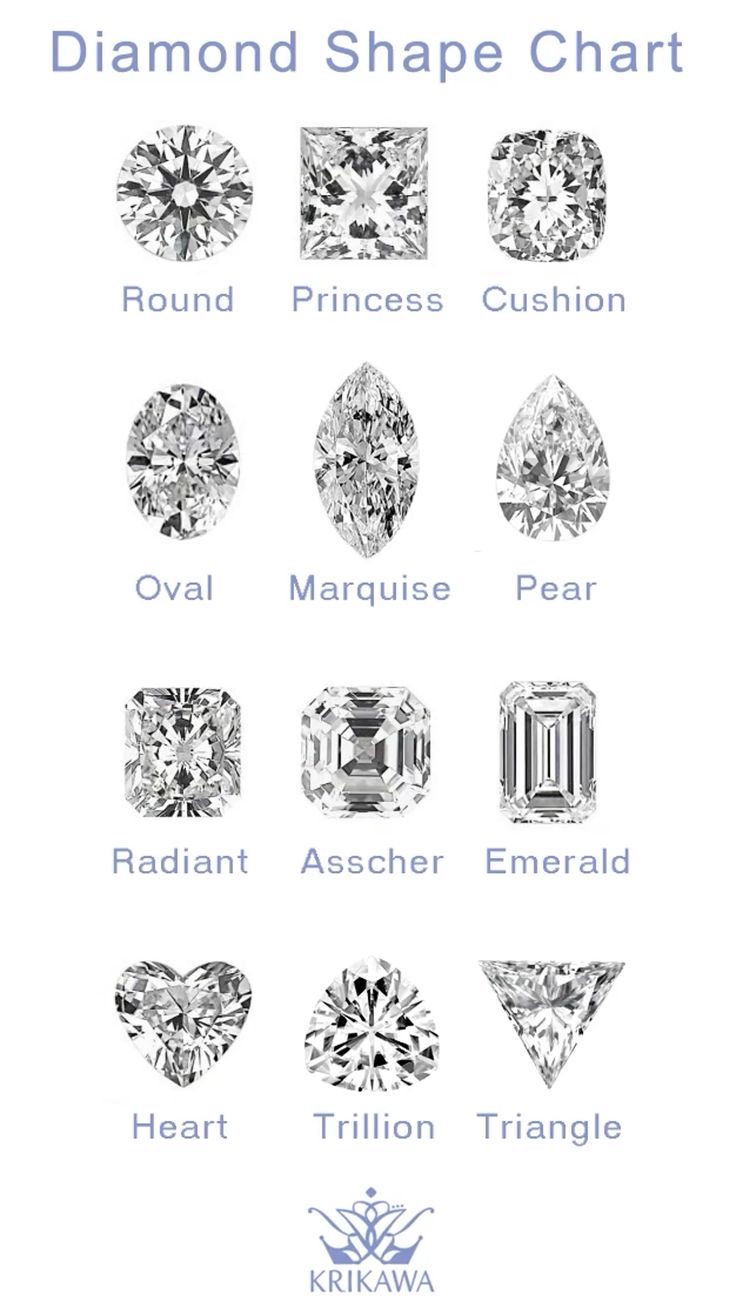 Diamond Shape Chart
Round Princess Cushion
Oval Marquise Pear
Radiant Asscher Emerald
Heart Trillion Triangle
KRIKAWA